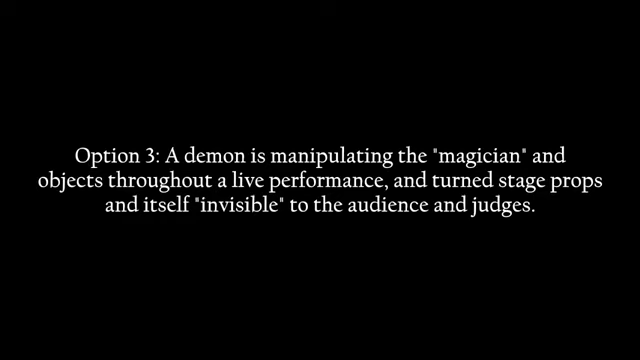 Option 3: A demon is manipulating the "magician" and
objects throughout a live performance, and turned stage props
and itself "invisible" to the audience and judges.